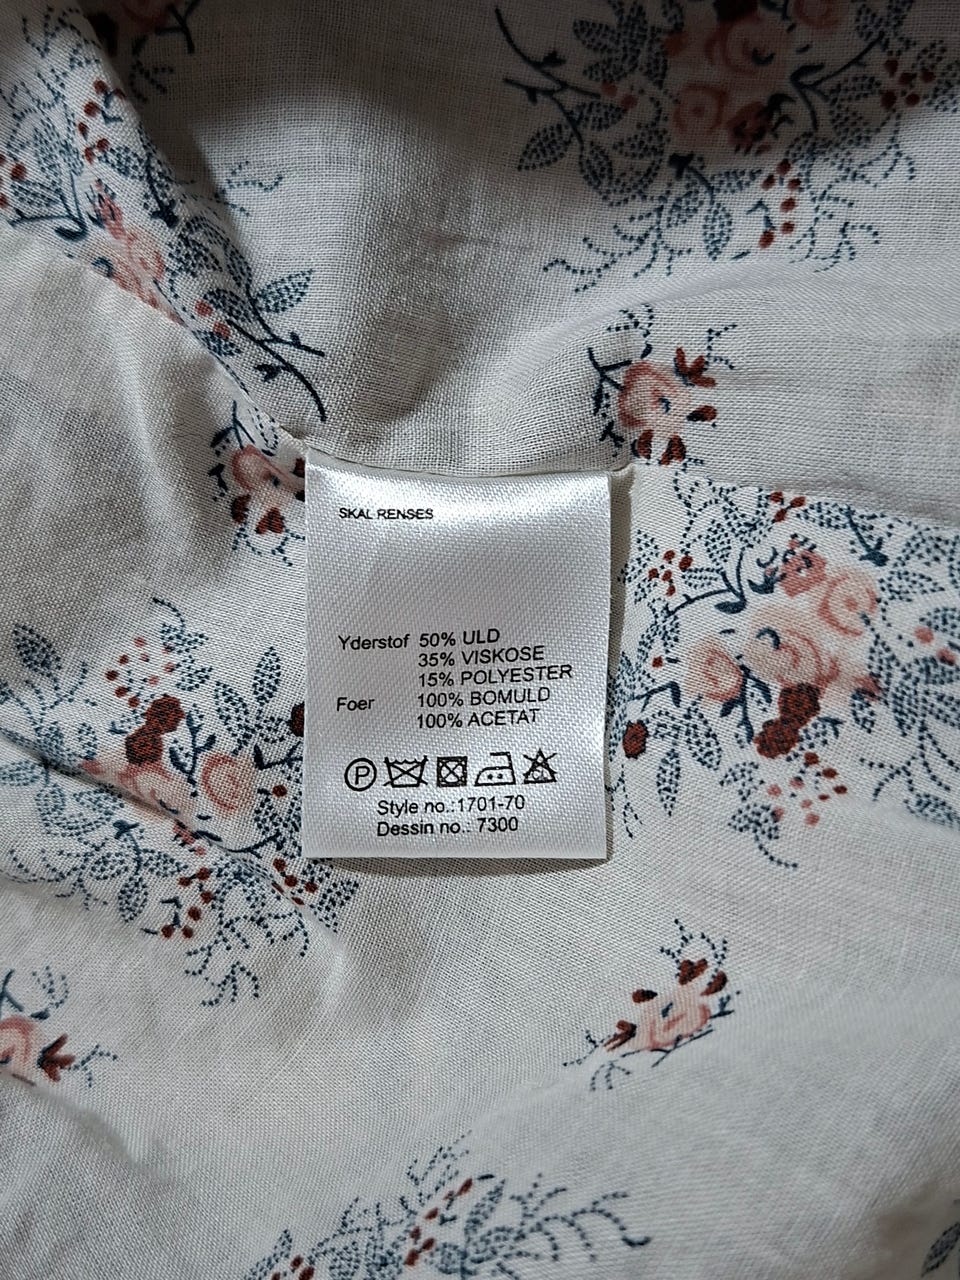 SKAL RENSES
Yderstof 50% ULD
35% VISKOSE
15% POLYESTER
Foer 100% BOMULD
100% ACETAT
P
Style no.:1701-70
Dessin no.: 7300